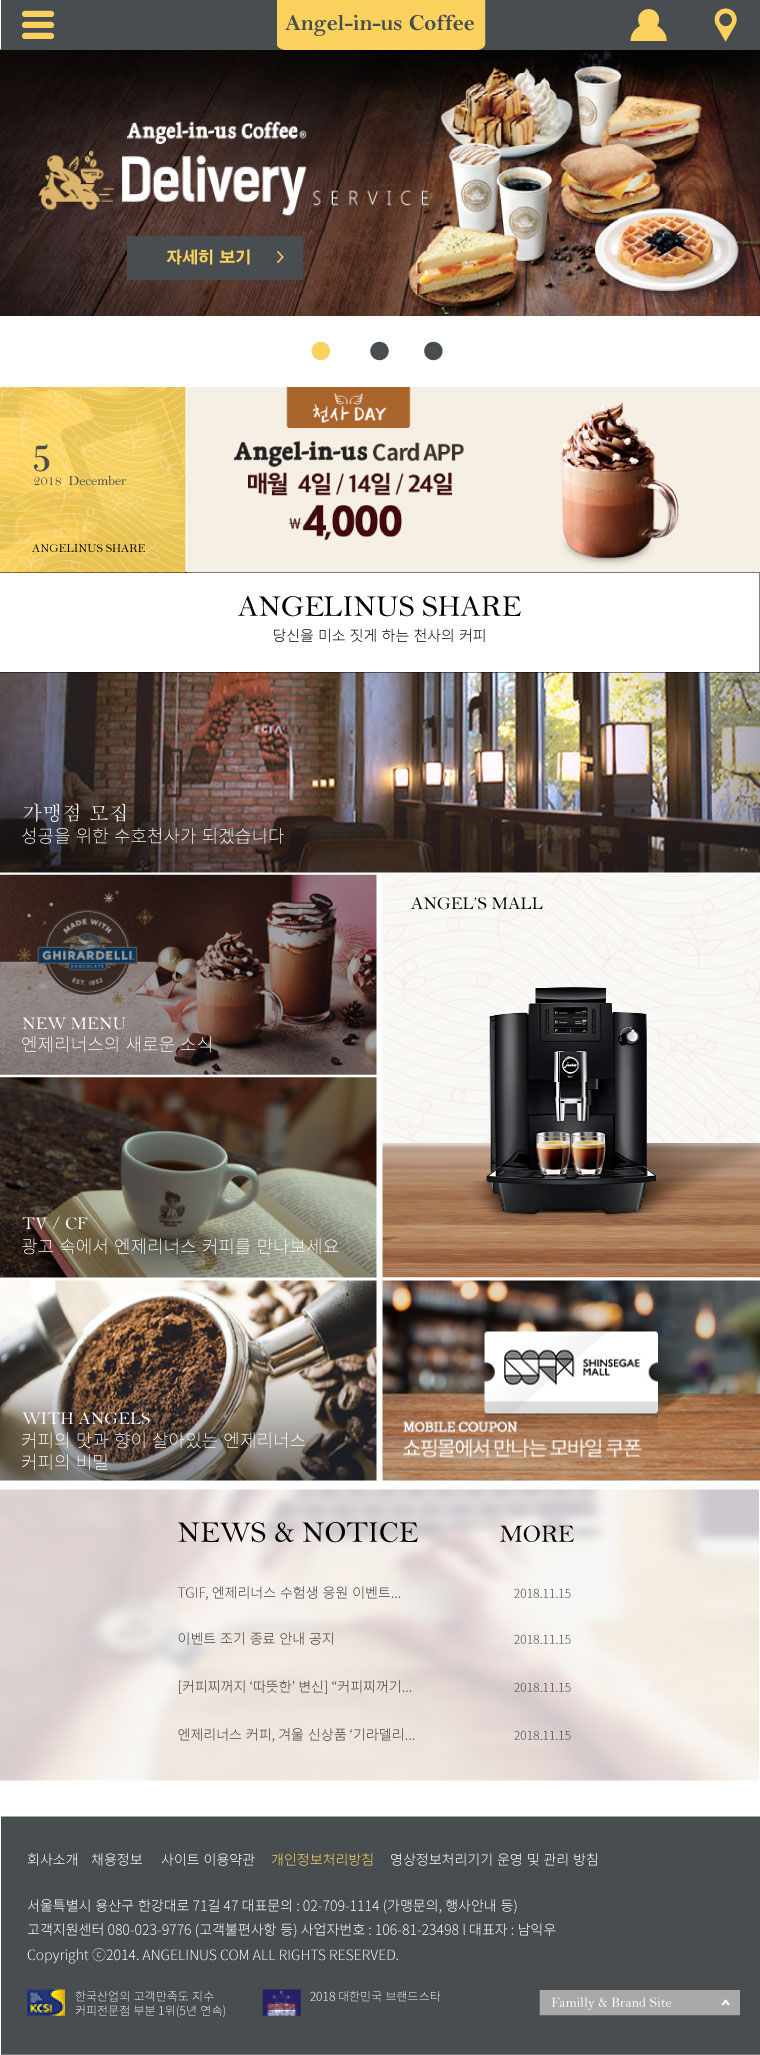 Angel-in-us Coffee
Angel-in-us Coffee®
Delivery SERVICE
자세히 보기 >
천사 DAY
5
2018 December
ANGELINUS SHARE
Angel-in-us Card APP
매월 4일 / 14일 / 24일
₩4,000
ANGELINUS SHARE
당신을 미소 짓게 하는 천사의 커피
가맹점 모집
성공을 위한 수호천사가 되겠습니다
MADE WITH
GHIRARDELLI
CHOCOLATE
EST. 1852
NEW MENU
엔제리너스의 새로운 소식
ANGEL'S MALL
Jura
TV / CF
광고 속에서 엔제리너스 커피를 만나보세요
WITH ANGELS
커피의 맛과 향이 살아있는 엔제리너스
커피의 비밀
SSGM SHINSEGAE
MALL
MOBILE COUPON
쇼핑몰에서 만나는 모바일 쿠폰
NEWS & NOTICE MORE
TGIF, 엔제리너스 수험생 응원 이벤트... 2018.11.15
이벤트 조기 종료 안내 공지 2018.11.15
[커피찌꺼지 ‘따뜻한’ 변신] “커피찌꺼기... 2018.11.15
엔제리너스 커피, 겨울 신상품 ‘기라델리... 2018.11.15
회사소개 채용정보 사이트 이용약관 개인정보처리방침 영상정보처리기기 운영 및 관리 방침
서울특별시 용산구 한강대로 71길 47 대표문의 : 02-709-1114 (가맹문의, 행사안내 등)
고객지원센터 080-023-9776 (고객불편사항 등) 사업자번호 : 106-81-23498 l 대표자 : 남익우
Copyright ⓒ2014. ANGELINUS COM ALL RIGHTS RESERVED.
KCSI
한국산업의 고객만족도 지수
커피전문점 부분 1위(5년 연속)
2018 대한민국 브랜드스타
Familly & Brand Site